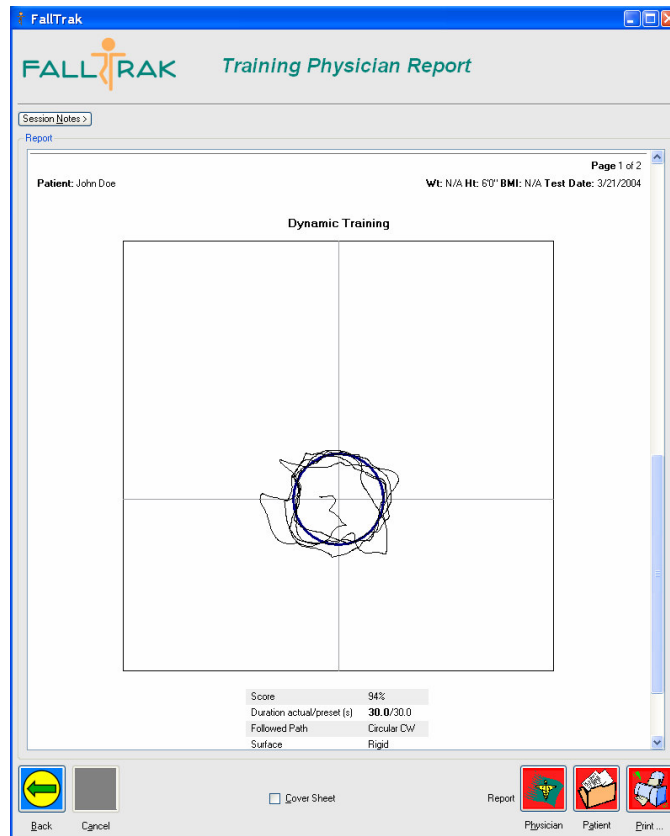 FallTrak
FALLTRAK
Training Physician Report
Session Notes >
Report
Page 1 of 2
Patient: John Doe
Wt: N/A Ht: 6'0" BMI: N/A Test Date: 3/21/2004
Dynamic Training
Score 94%
Duration actual/preset (s) 30.0/30.0
Followed Path Circular CW
Surface Rigid
Cover Sheet
Report
Back
Cancel
Physician
Patient
Print ...